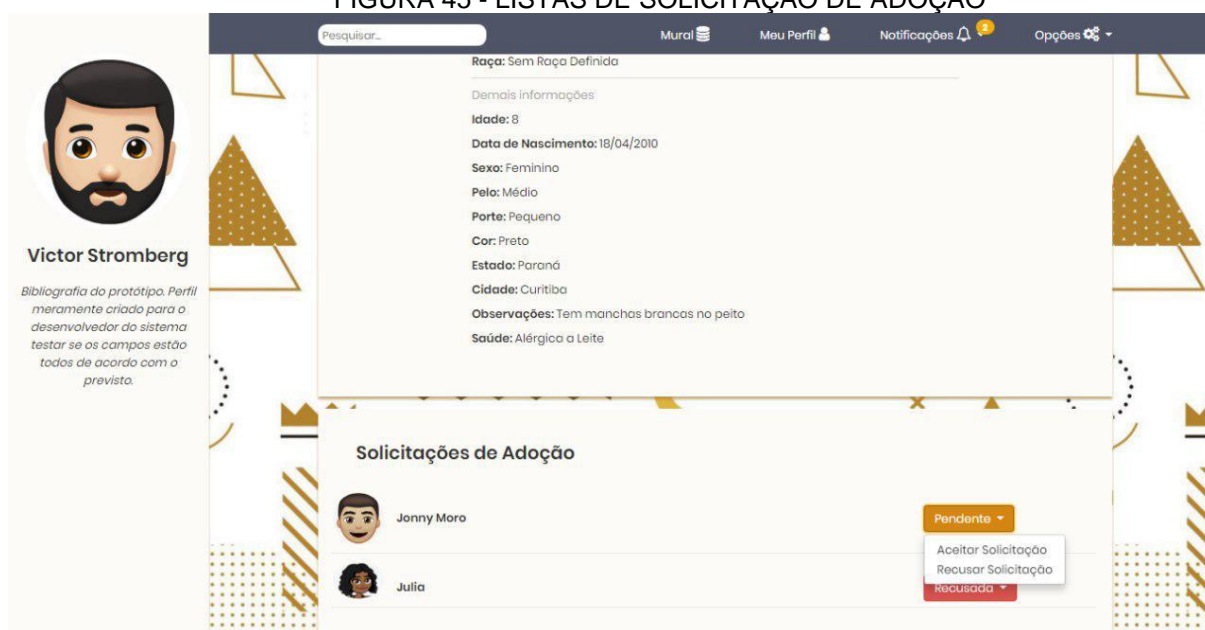 FIGURA 45 - LISTAS DE SOLICITAÇÃO DE ADOÇÃO
Pesquisar...
Mural
Meu Perfil
Notificações
2
Opções
Victor Stromberg
Bibliografia do protótipo. Perfil
meramente criado para o
desenvolvedor do sistema
testar se os campos estão
todos de acordo com o
previsto.
Raça: Sem Raça Definida
Demais informações
Idade: 8
Data de Nascimento: 18/04/2010
Sexo: Feminino
Pelo: Médio
Porte: Pequeno
Cor: Preto
Estado: Paraná
Cidade: Curitiba
Observações: Tem manchas brancas no peito
Saúde: Alérgica a Leite
Solicitações de Adoção
Jonny Moro
Pendente
Aceitar Solicitação
Recusar Solicitação
Julia
Recusada